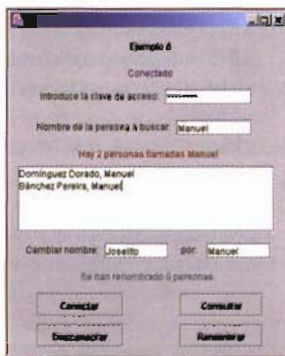 Ejemplo 6
Conectado
Introduce la clave de acceso:
Nombre de la persona a buscar: Manuel
Hay 2 personas llamadas Manuel
Domínguez Dorado, Manuel
Sánchez Pereira, Manuel
Cambiar nombre: Joselito por: Manuel
Se han renombrado 0 personas
Conectar Consultar
Desconectar Renombrar